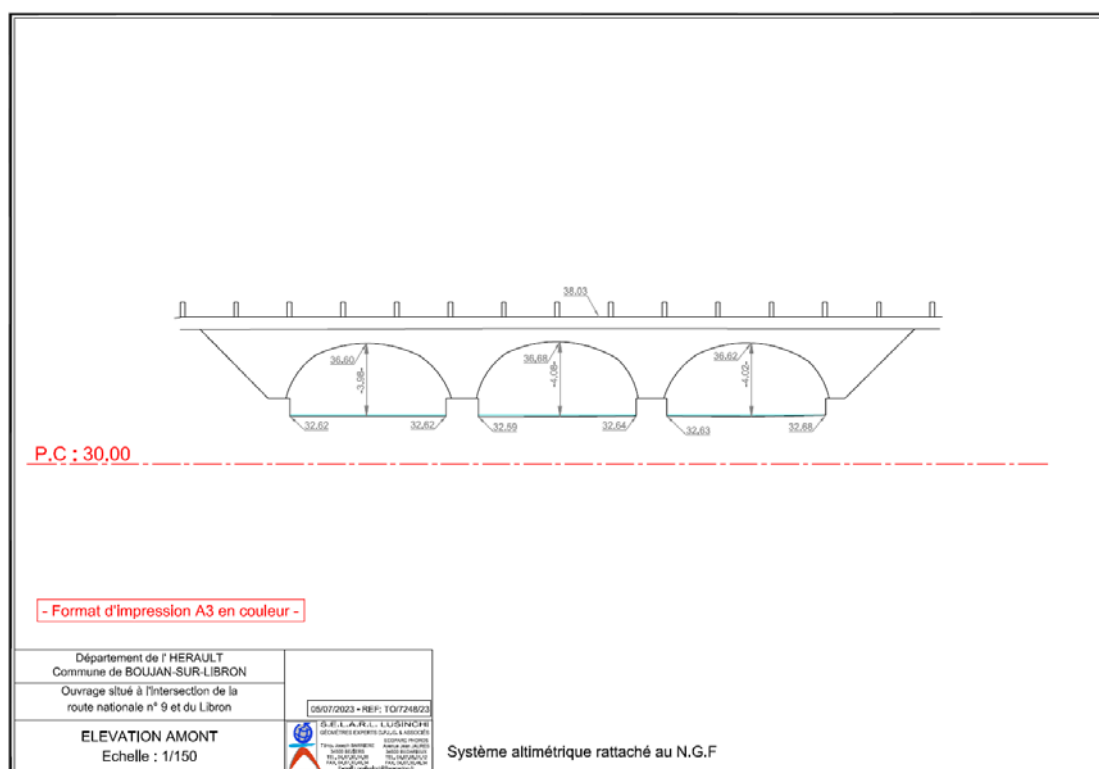 38,03
36,60
36,68
36,62
-3,98-
-4,08-
-4,02-
32,62
32,62
32,59
32,64
32,63
32,68
P.C : 30,00
- Format d'impression A3 en couleur -
Département de l' HERAULT
Commune de BOUJAN-SUR-LIBRON
Ouvrage situé à l'intersection de la
route nationale n° 9 et du Libron
05/07/2023 - REF: TO/7248/23
ELEVATION AMONT
Echelle : 1/150
S.E.L.A.R.L. LUSINCHI
GÉOMÈTRES EXPERTS D.P.L.G. & ASSOCIÉS
Système altimétrique rattaché au N.G.F